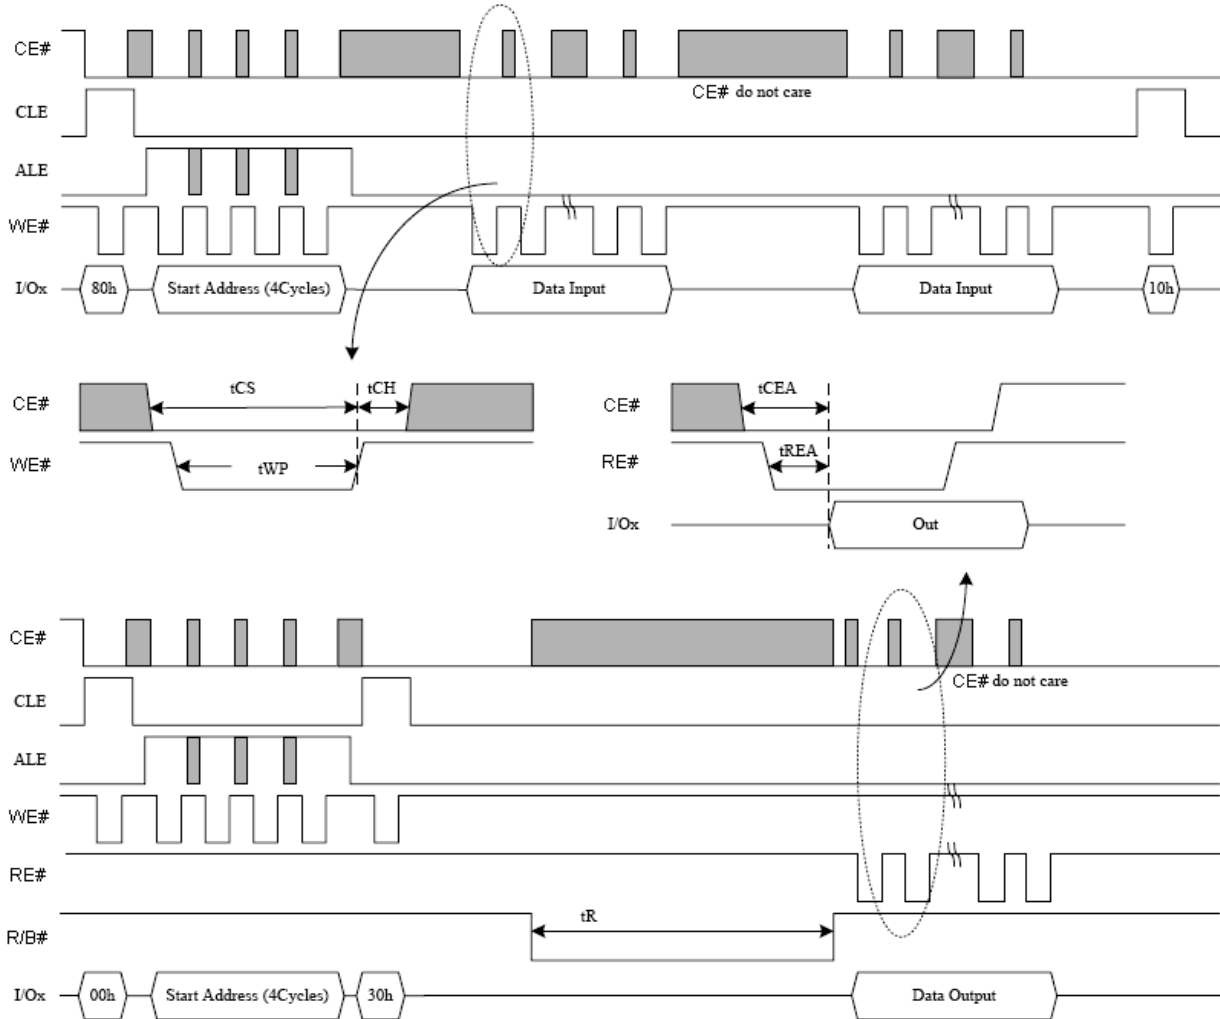 CE#
CE# do not care
CLE
ALE
WE#
I/Ox 80h Start Address (4Cycles) Data Input Data Input 10h
tCS tCH tCEA
CE# CE#
WE# tWP RE# tREA
I/Ox Out
CE#
CE# do not care
CLE
ALE
WE#
RE#
tR
R/B#
I/Ox 00h Start Address (4Cycles) 30h Data Output